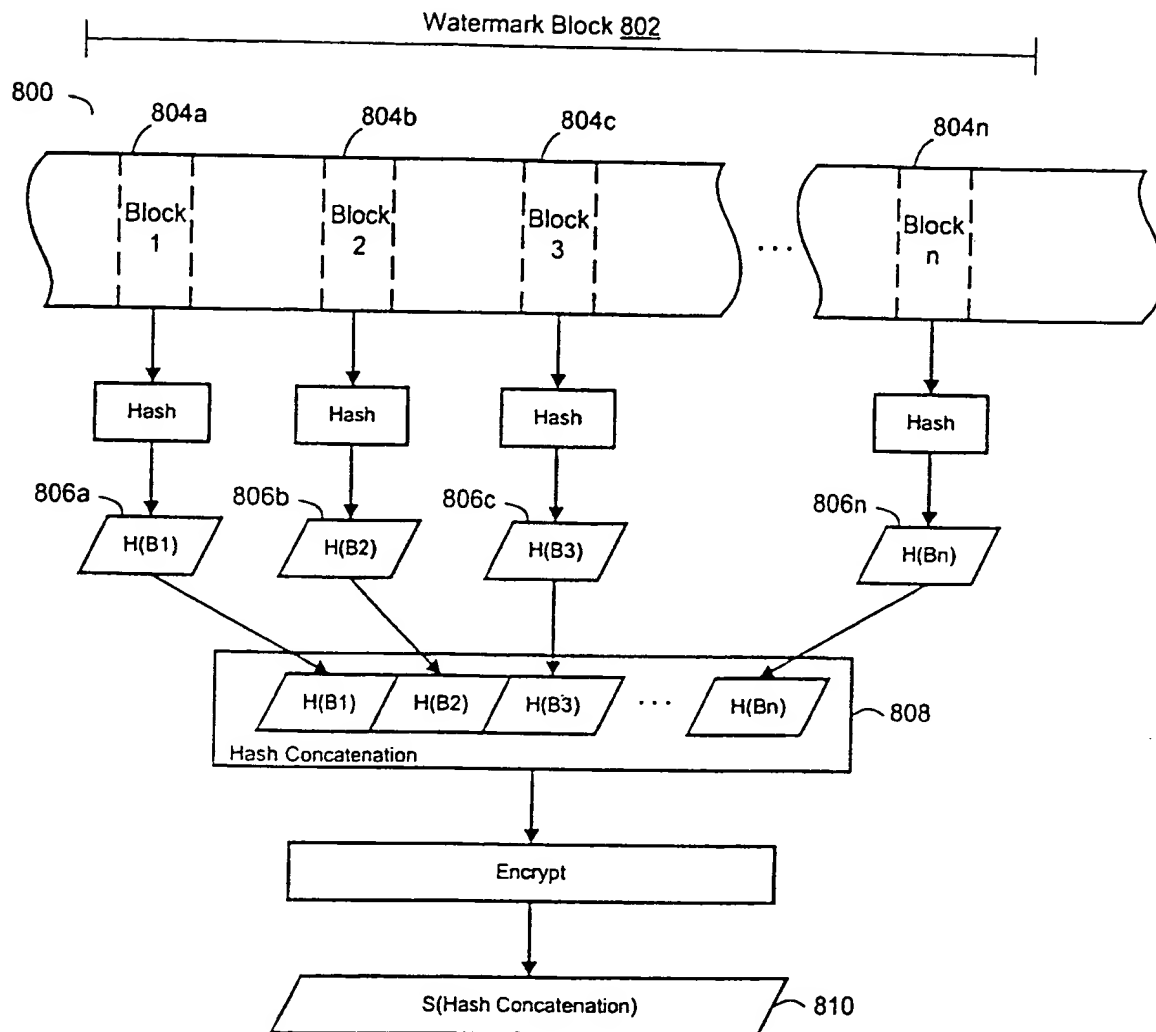 Watermark Block 802
800
804a
804b
804c
804n
Block
1
Block
2
Block
3
...
Block
n
Hash
Hash
Hash
Hash
806a
806b
806c
806n
H(B1)
H(B2)
H(B3)
H(Bn)
H(B1)
H(B2)
H(B3)
...
H(Bn)
808
Hash Concatenation
Encrypt
S(Hash Concatenation)
810